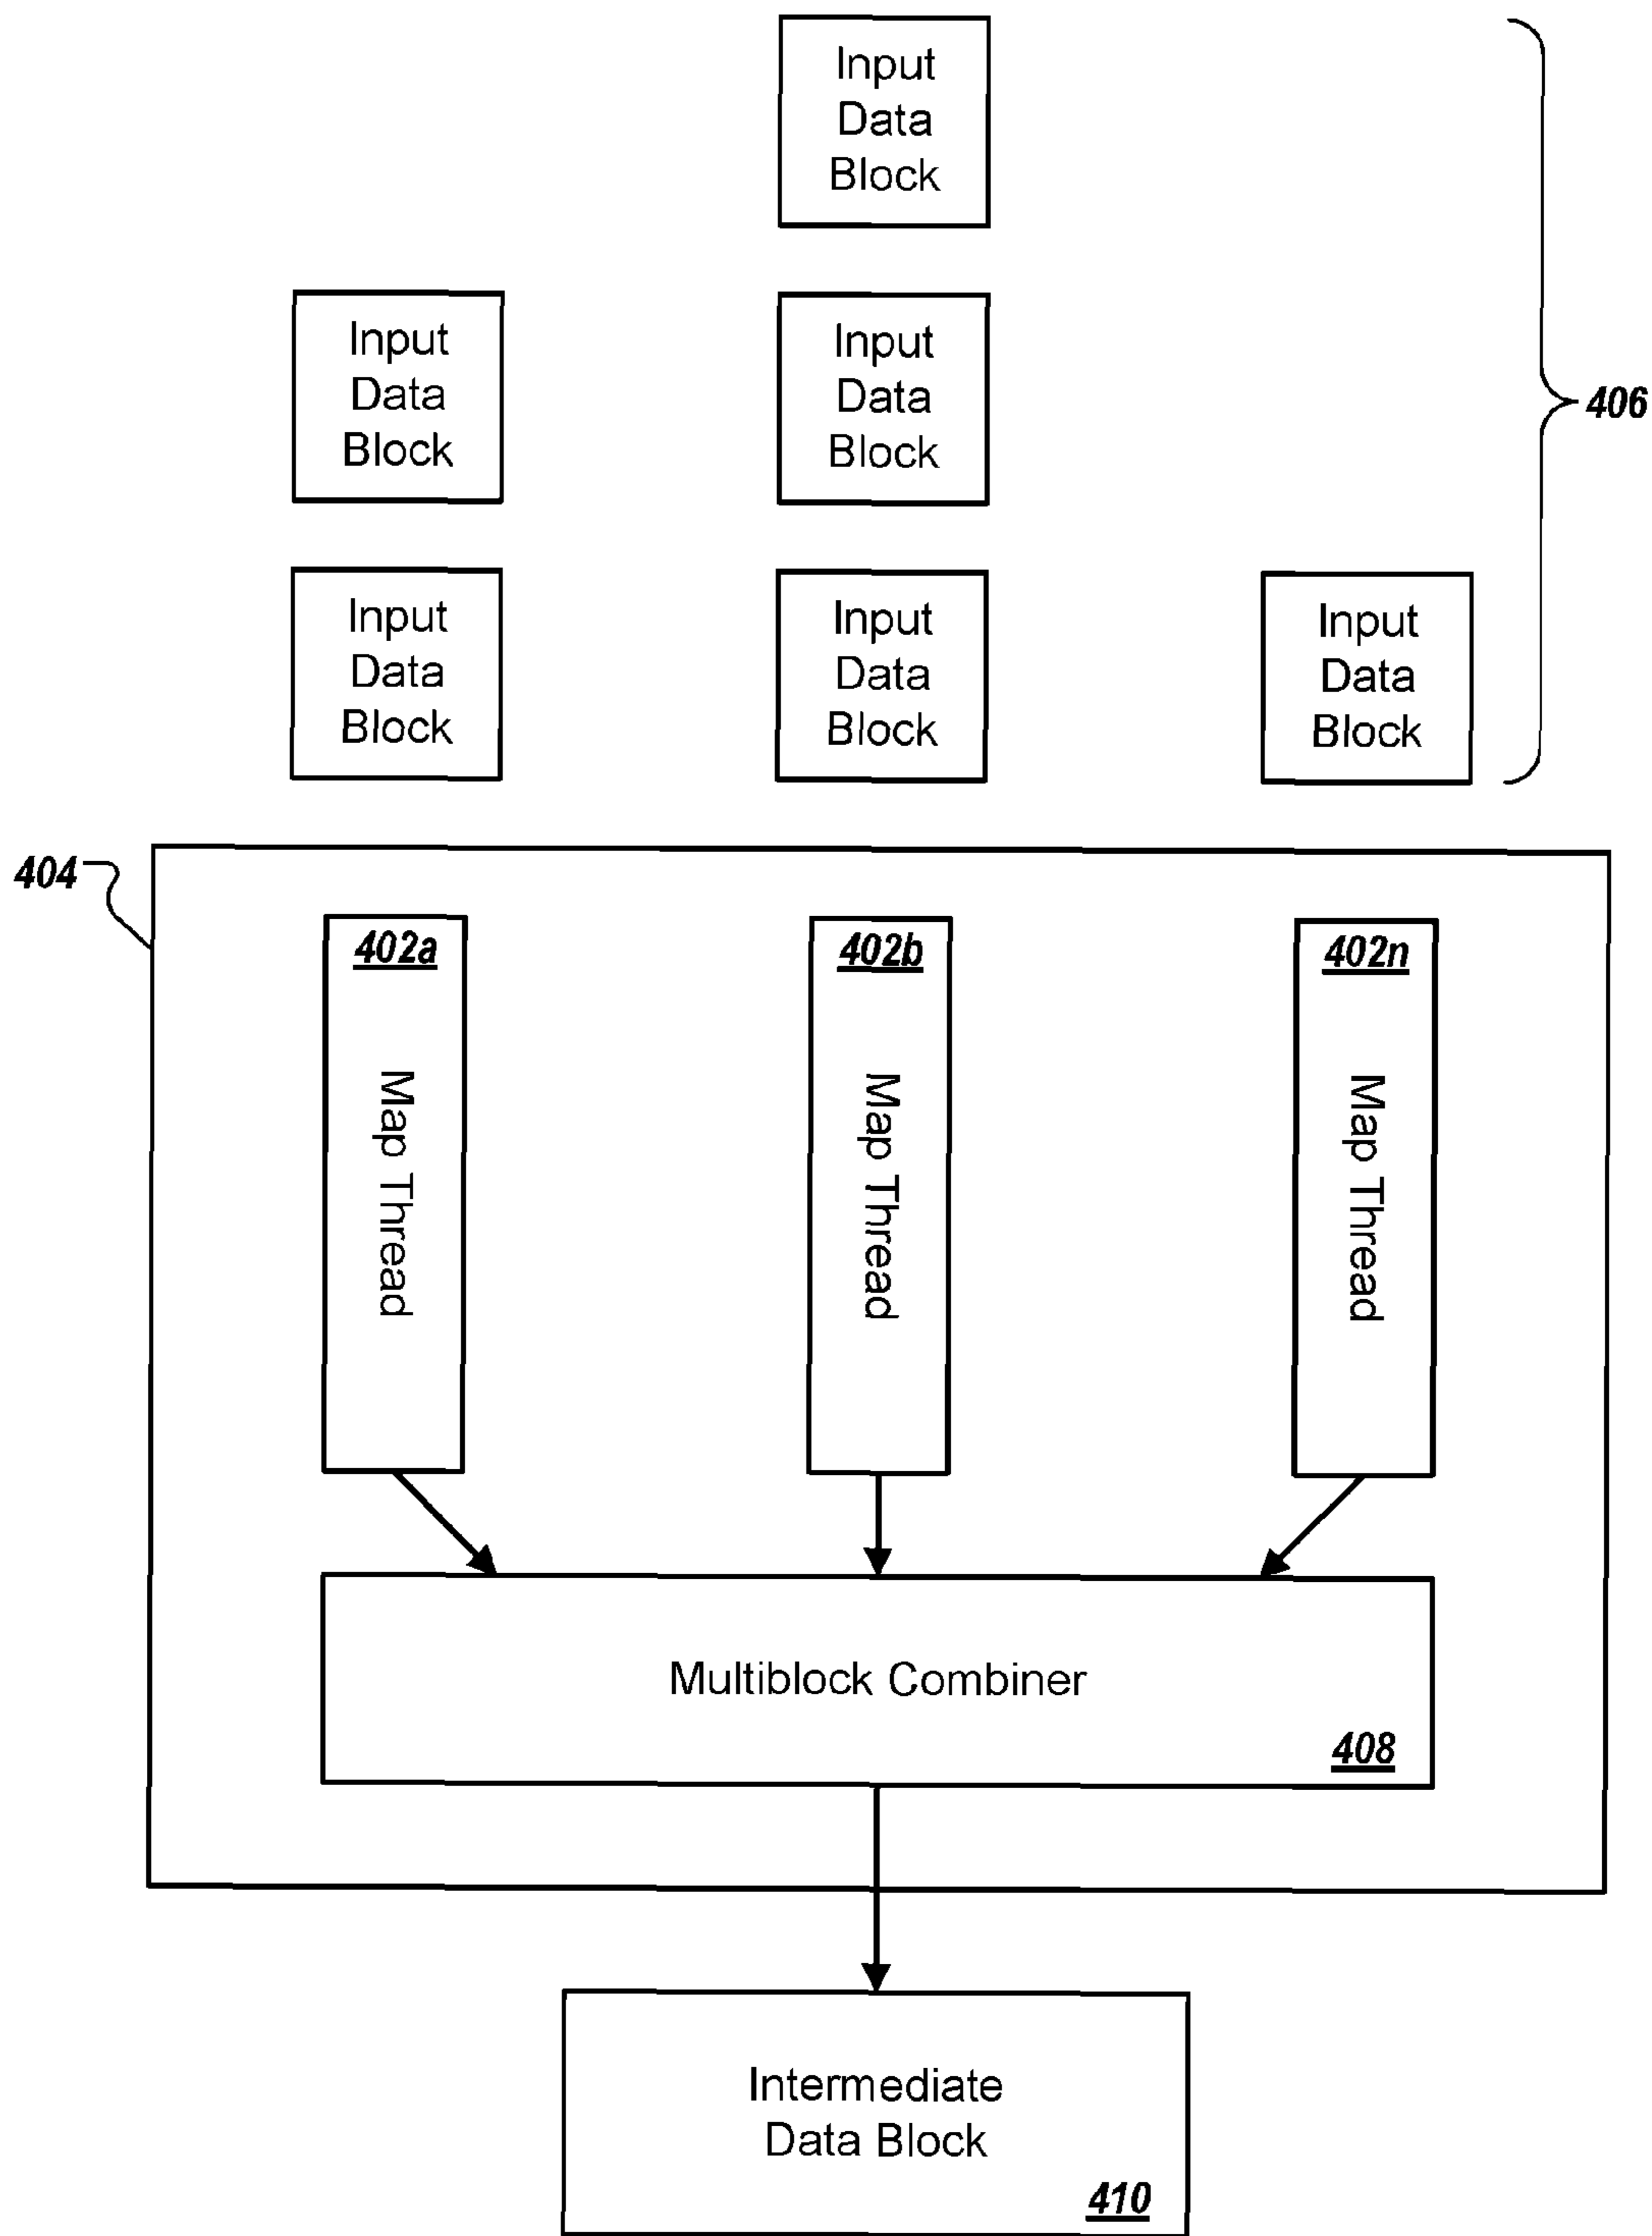 Input
Data
Block
Input
Data
Block
Input
Data
Block
406
Input
Data
Block
Input
Data
Block
Input
Data
Block
404
402a
Map Thread
402b
Map Thread
402n
Map Thread
Multiblock Combiner
408
Intermediate
Data Block
410